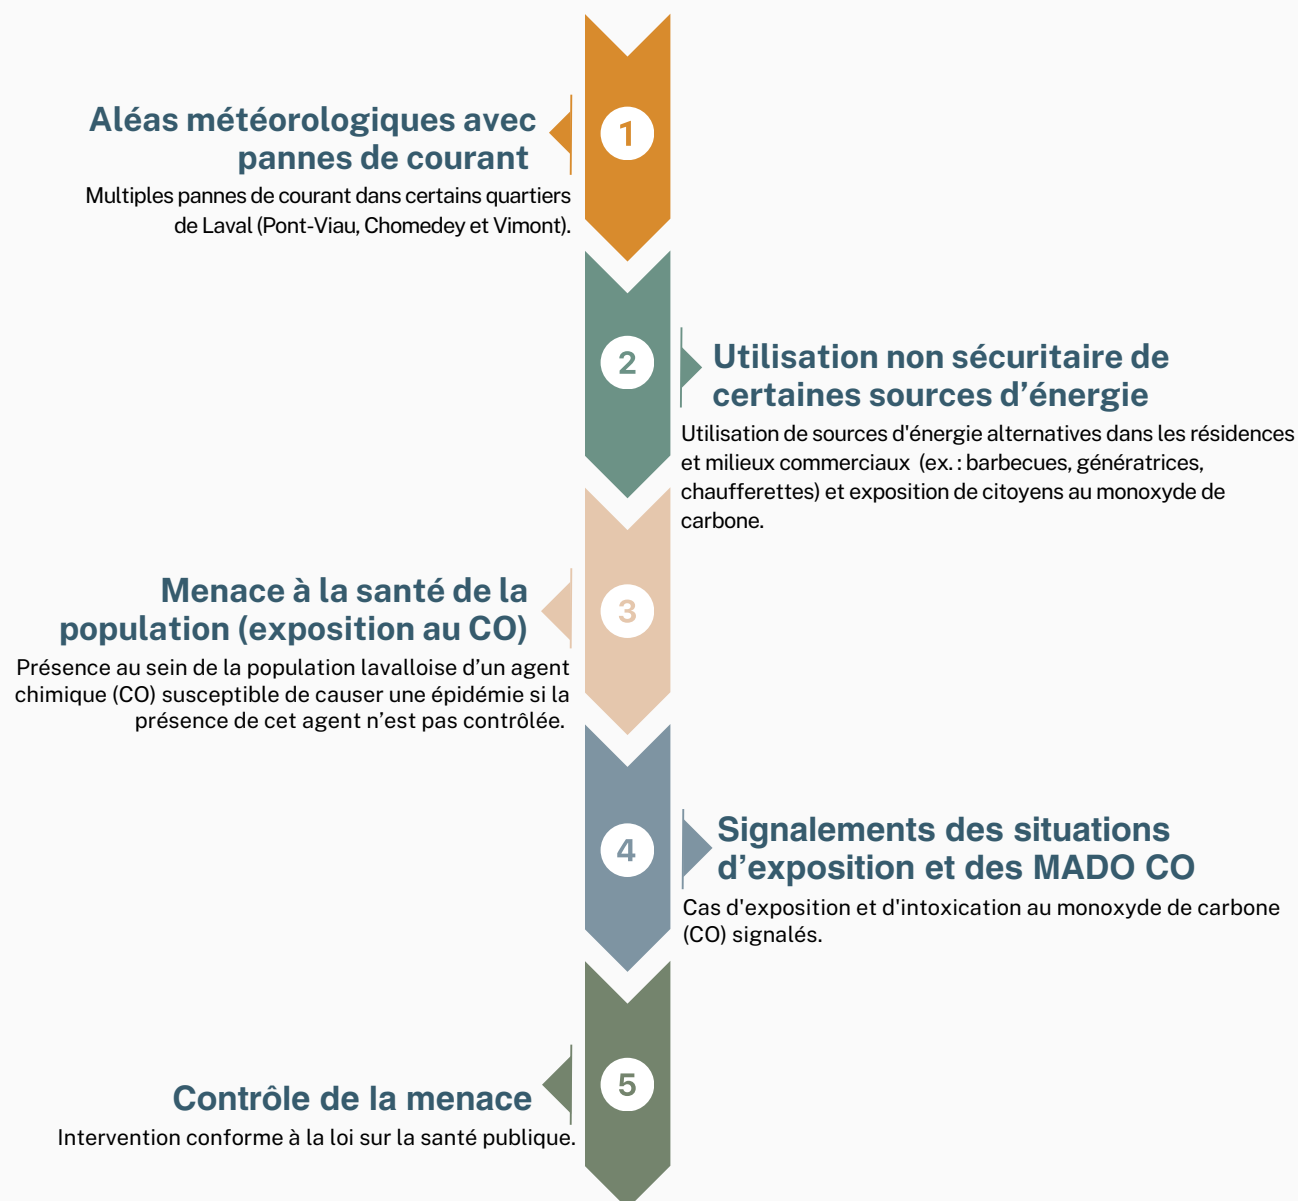 1
Aléas météorologiques avec
pannes de courant
Multiples pannes de courant dans certains quartiers
de Laval (Pont-Viau, Chomedey et Vimont).
2
Utilisation non sécuritaire de
certaines sources d’énergie
Utilisation de sources d'énergie alternatives dans les résidences
et milieux commerciaux (ex. : barbecues, génératrices,
chaufferettes) et exposition de citoyens au monoxyde de
carbone.
3
Menace à la santé de la
population (exposition au CO)
Présence au sein de la population lavalloise d’un agent
chimique (CO) susceptible de causer une épidémie si la
présence de cet agent n’est pas contrôlée.
4
Signalements des situations
d’exposition et des MADO CO
Cas d'exposition et d'intoxication au monoxyde de carbone
(CO) signalés.
5
Contrôle de la menace
Intervention conforme à la loi sur la santé publique.